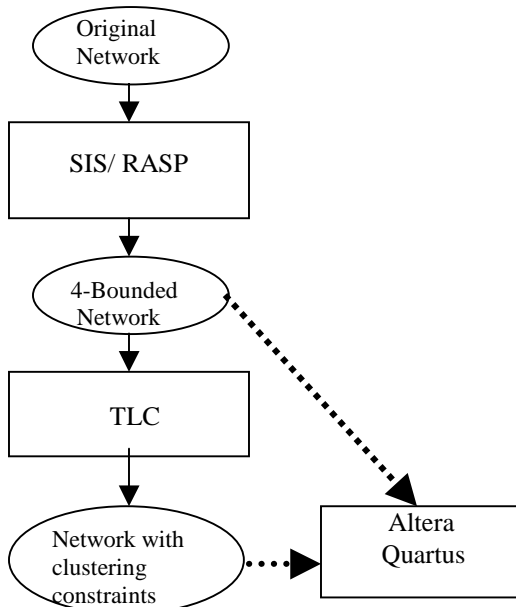 Original
Network
SIS/ RASP
4-Bounded
Network
TLC
Network with
clustering
constraints
Altera
Quartus